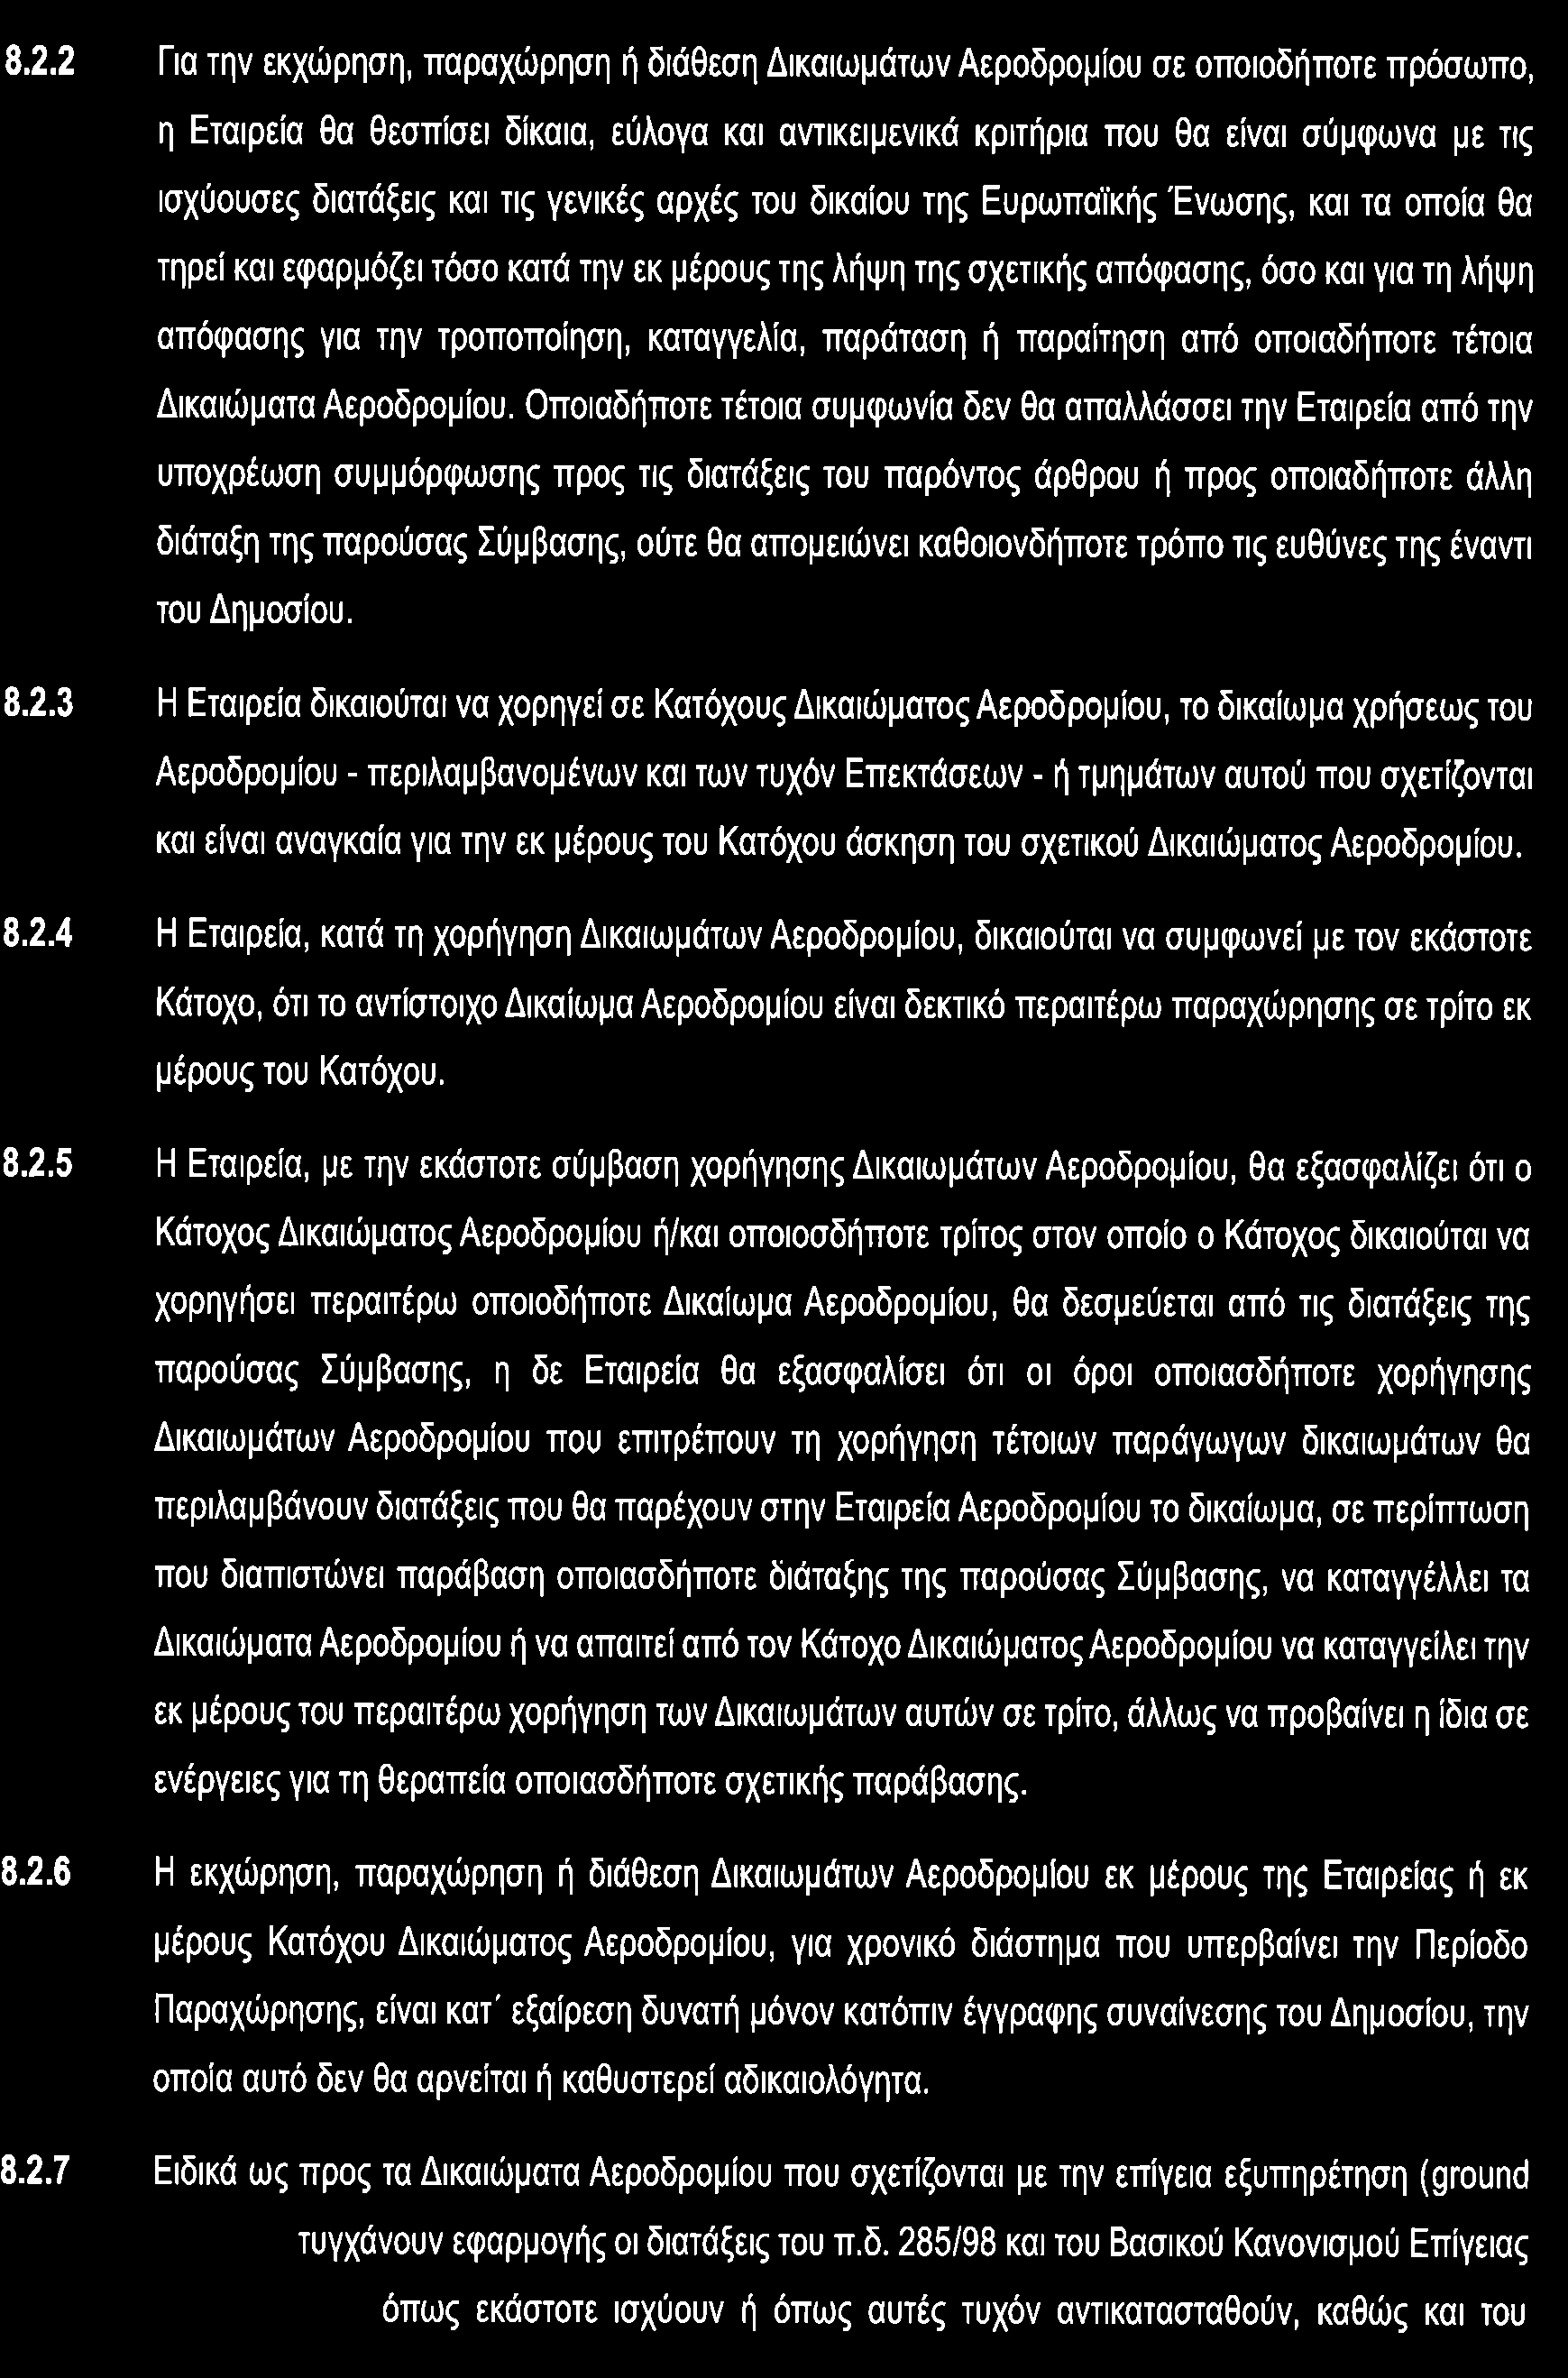 8.2.2 Για την εκχώρηση, παραχώρηση ή διάθεση Δικαιωμάτων Αεροδρομίου σε οποιοδήποτε πρόσωπο,
η Εταιρεία θα θεσπίσει δίκαια, εύλογα και αντικειμενικά κριτήρια που θα είναι σύμφωνα με τις
ισχύουσες διατάξεις και τις γενικές αρχές του δικαίου της Ευρωπαϊκής Ένωσης, και τα οποία θα
τηρεί και εφαρμόζει τόσο κατά την εκ μέρους της λήψη της σχετικής απόφασης, όσο και για τη λήψη
απόφασης για την τροποποίηση, καταγγελία, παράταση ή παραίτηση από οποιαδήποτε τέτοια
Δικαιώματα Αεροδρομίου. Οποιαδήποτε τέτοια συμφωνία δεν θα απαλλάσσει την Εταιρεία από την
υποχρέωση συμμόρφωσης προς τις διατάξεις του παρόντος άρθρου ή προς οποιαδήποτε άλλη
διάταξη της παρούσας Σύμβασης, ούτε θα απομειώνει καθοιονδήποτε τρόπο τις ευθύνες της έναντι
του Δημοσίου.
8.2.3 Η Εταιρεία δικαιούται να χορηγεί σε Κατόχους Δικαιώματος Αεροδρομίου, το δικαίωμα χρήσεως του
Αεροδρομίου - περιλαμβανομένων και των τυχόν Επεκτάσεων - ή τμημάτων αυτού που σχετίζονται
και είναι αναγκαία για την εκ μέρους του Κατόχου άσκηση του σχετικού Δικαιώματος Αεροδρομίου.
8.2.4 Η Εταιρεία, κατά τη χορήγηση Δικαιωμάτων Αεροδρομίου, δικαιούται να συμφωνεί με τον εκάστοτε
Κάτοχο, ότι το αντίστοιχο Δικαίωμα Αεροδρομίου είναι δεκτικό περαιτέρω παραχώρησης σε τρίτο εκ
μέρους του Κατόχου.
8.2.5 Η Εταιρεία, με την εκάστοτε σύμβαση χορήγησης Δικαιωμάτων Αεροδρομίου, θα εξασφαλίζει ότι ο
Κάτοχος Δικαιώματος Αεροδρομίου ή/και οποιοσδήποτε τρίτος στον οποίο ο Κάτοχος δικαιούται να
χορηγήσει περαιτέρω οποιοδήποτε Δικαίωμα Αεροδρομίου, θα δεσμεύεται από τις διατάξεις της
παρούσας Σύμβασης, η δε Εταιρεία θα εξασφαλίσει ότι οι όροι οποιασδήποτε χορήγησης
Δικαιωμάτων Αεροδρομίου που επιτρέπουν τη χορήγηση τέτοιων παράγωγων δικαιωμάτων θα
περιλαμβάνουν διατάξεις που θα παρέχουν στην Εταιρεία Αεροδρομίου το δικαίωμα, σε περίπτωση
που διαπιστώνει παράβαση οποιασδήποτε διάταξης της παρούσας Σύμβασης, να καταγγέλλει τα
Δικαιώματα Αεροδρομίου ή να απαιτεί από τον Κάτοχο Δικαιώματος Αεροδρομίου να καταγγείλει την
εκ μέρους του περαιτέρω χορήγηση των Δικαιωμάτων αυτών σε τρίτο, άλλως να προβαίνει η ίδια σε
ενέργειες για τη θεραπεία οποιασδήποτε σχετικής παράβασης.
8.2.6 Η εκχώρηση, παραχώρηση ή διάθεση Δικαιωμάτων Αεροδρομίου εκ μέρους της Εταιρείας ή εκ
μέρους Κατόχου Δικαιώματος Αεροδρομίου, για χρονικό διάστημα που υπερβαίνει την Περίοδο
Παραχώρησης, είναι κατ' εξαίρεση δυνατή μόνον κατόπιν έγγραφης συναίνεσης του Δημοσίου, την
οποία αυτό δεν θα αρνείται ή καθυστερεί αδικαιολόγητα.
8.2.7 Ειδικά ως προς τα Δικαιώματα Αεροδρομίου που σχετίζονται με την επίγεια εξυπηρέτηση (ground
τυγχάνουν εφαρμογής οι διατάξεις του π.δ. 285/98 και του Βασικού Κανονισμού Επίγειας
όπως εκάστοτε ισχύουν ή όπως αυτές τυχόν αντικατασταθούν, καθώς και του